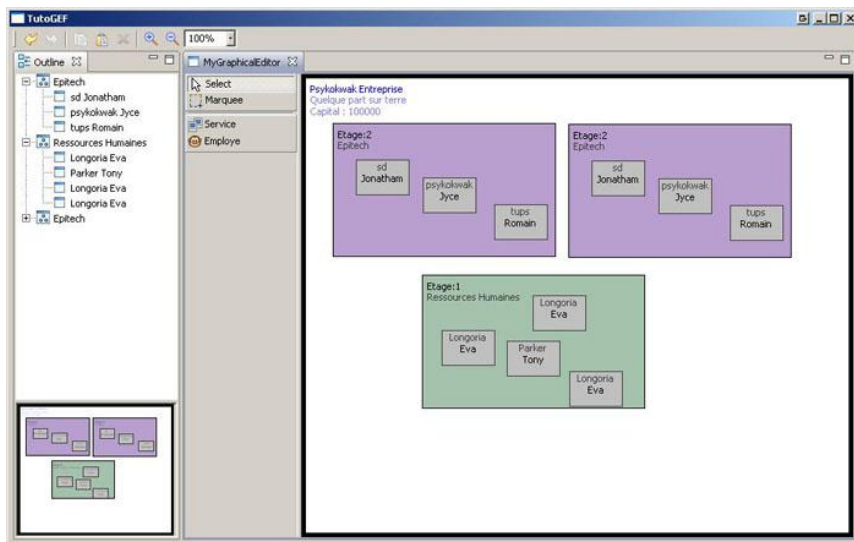 TutoGEF
100%
Outline
MyGraphicalEditor
Epitech
sd Jonatham
psykokwak Jyce
tups Romain
Ressources Humaines
Longoria Eva
Parker Tony
Longoria Eva
Longoria Eva
Epitech
Select
Marquee
Service
Employe
Psykokwak Entreprise
Quelque part sur terre
Capital : 100000
Etage:2
Epitech
sd
Jonatham
psykokwak
Jyce
tups
Romain
Etage:2
Epitech
sd
Jonatham
psykokwak
Jyce
tups
Romain
Etage:1
Ressources Humaines
Longoria
Eva
Longoria
Eva
Parker
Tony
Longoria
Eva